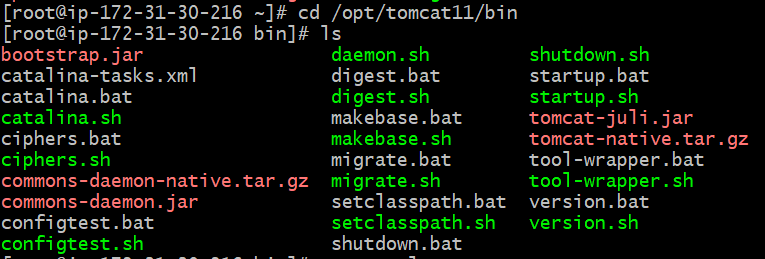 [root@ip-172-31-30-216 ~]# cd /opt/tomcat11/bin
[root@ip-172-31-30-216 bin]# ls
bootstrap.jar daemon.sh shutdown.sh
catalina-tasks.xml digest.bat startup.bat
catalina.bat digest.sh startup.sh
catalina.sh makebase.bat tomcat-juli.jar
ciphers.bat makebase.sh tomcat-native.tar.gz
ciphers.sh migrate.bat tool-wrapper.bat
commons-daemon-native.tar.gz migrate.sh tool-wrapper.sh
commons-daemon.jar setclasspath.bat version.bat
configtest.bat setclasspath.sh version.sh
configtest.sh shutdown.bat